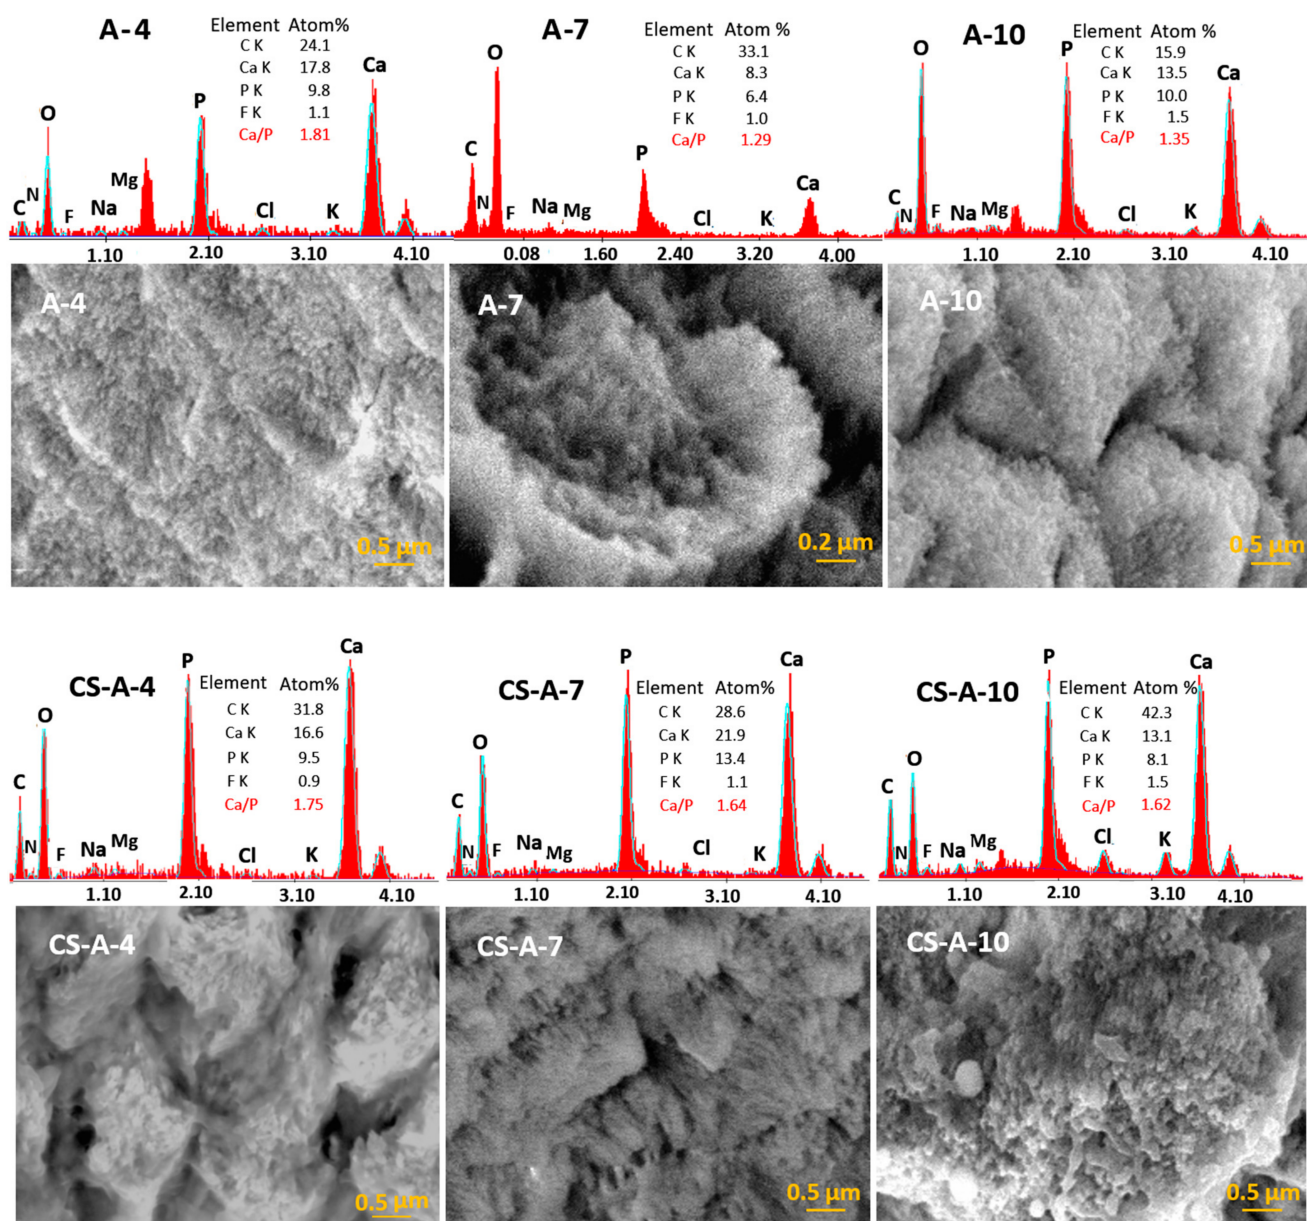 A-4
Element Atom%
C K 24.1
Ca K 17.8
P K 9.8
F K 1.1
Ca/P 1.81
C N O F Na Mg P Cl K Ca
1.10 2.10 3.10 4.10
A-7
Element Atom %
C K 33.1
Ca K 8.3
P K 6.4
F K 1.0
Ca/P 1.29
C N O F Na Mg P Cl K Ca
0.08 1.60 2.40 3.20 4.00
A-10
Element Atom %
C K 15.9
Ca K 13.5
P K 10.0
F K 1.5
Ca/P 1.35
C N O F Na Mg P Cl K Ca
1.10 2.10 3.10 4.10
A-4
0.5 µm
A-7
0.2 µm
A-10
0.5 µm
CS-A-4
Element Atom%
C K 31.8
Ca K 16.6
P K 9.5
F K 0.9
Ca/P 1.75
C N O F Na Mg P Cl K Ca
1.10 2.10 3.10 4.10
CS-A-7
Element Atom%
C K 28.6
Ca K 21.9
P K 13.4
F K 1.1
Ca/P 1.64
C N O F Na Mg P Cl K Ca
1.10 2.10 3.10 4.10
CS-A-10
Element Atom %
C K 42.3
Ca K 13.1
P K 8.1
F K 1.5
Ca/P 1.62
C N O F Na Mg P Cl K Ca
1.10 2.10 3.10 4.10
CS-A-4
0.5 µm
CS-A-7
0.5 µm
CS-A-10
0.5 µm